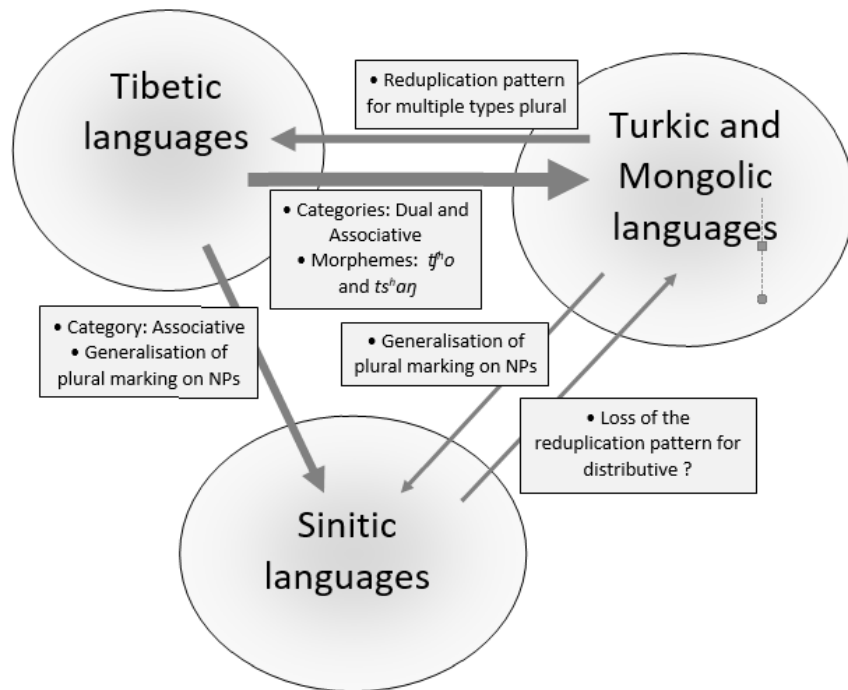 Tibetic
languages
• Reduplication pattern
for multiple types plural
Turkic and
Mongolic
languages
• Categories: Dual and
Associative
• Morphemes: ʧʰo
and tsʰaŋ
• Category: Associative
• Generalisation of
plural marking on NPs
• Generalisation of
plural marking on NPs
• Loss of the
reduplication pattern for
distributive ?
Sinitic
languages